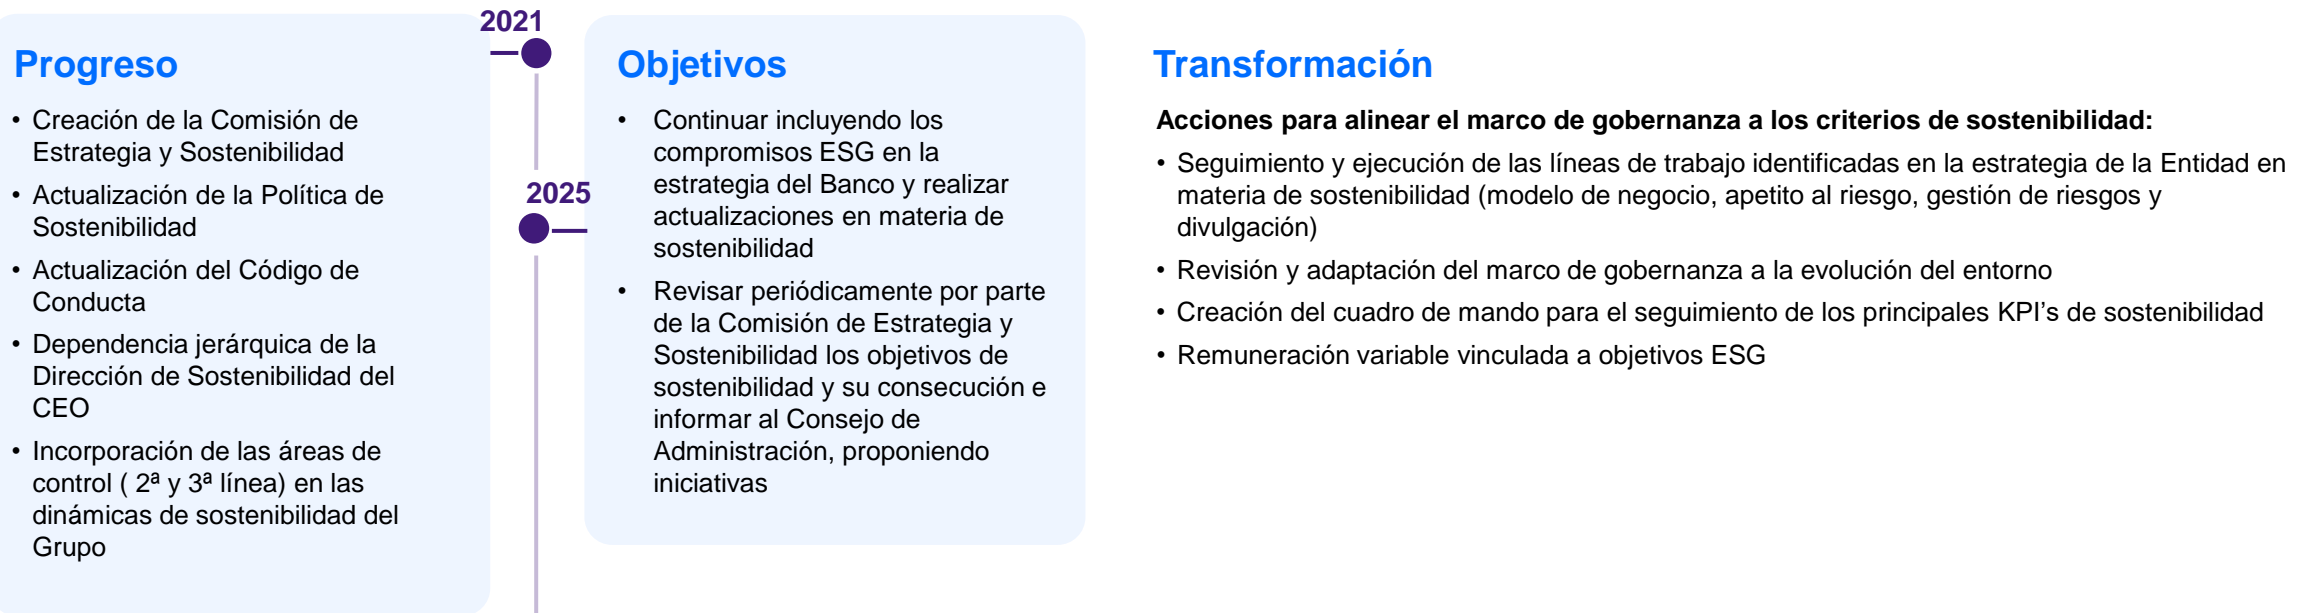 2021
Progreso
• Creación de la Comisión de
Estrategia y Sostenibilidad
• Actualización de la Política de
Sostenibilidad
• Actualización del Código de
Conducta
• Dependencia jerárquica de la
Dirección de Sostenibilidad del
CEO
• Incorporación de las áreas de
control ( 2ª y 3ª línea) en las
dinámicas de sostenibilidad del
Grupo
2025
Objetivos
• Continuar incluyendo los
compromisos ESG en la
estrategia del Banco y realizar
actualizaciones en materia de
sostenibilidad
• Revisar periódicamente por parte
de la Comisión de Estrategia y
Sostenibilidad los objetivos de
sostenibilidad y su consecución e
informar al Consejo de
Administración, proponiendo
iniciativas
Transformación
Acciones para alinear el marco de gobernanza a los criterios de sostenibilidad:
• Seguimiento y ejecución de las líneas de trabajo identificadas en la estrategia de la Entidad en
materia de sostenibilidad (modelo de negocio, apetito al riesgo, gestión de riesgos y
divulgación)
• Revisión y adaptación del marco de gobernanza a la evolución del entorno
• Creación del cuadro de mando para el seguimiento de los principales KPI’s de sostenibilidad
• Remuneración variable vinculada a objetivos ESG